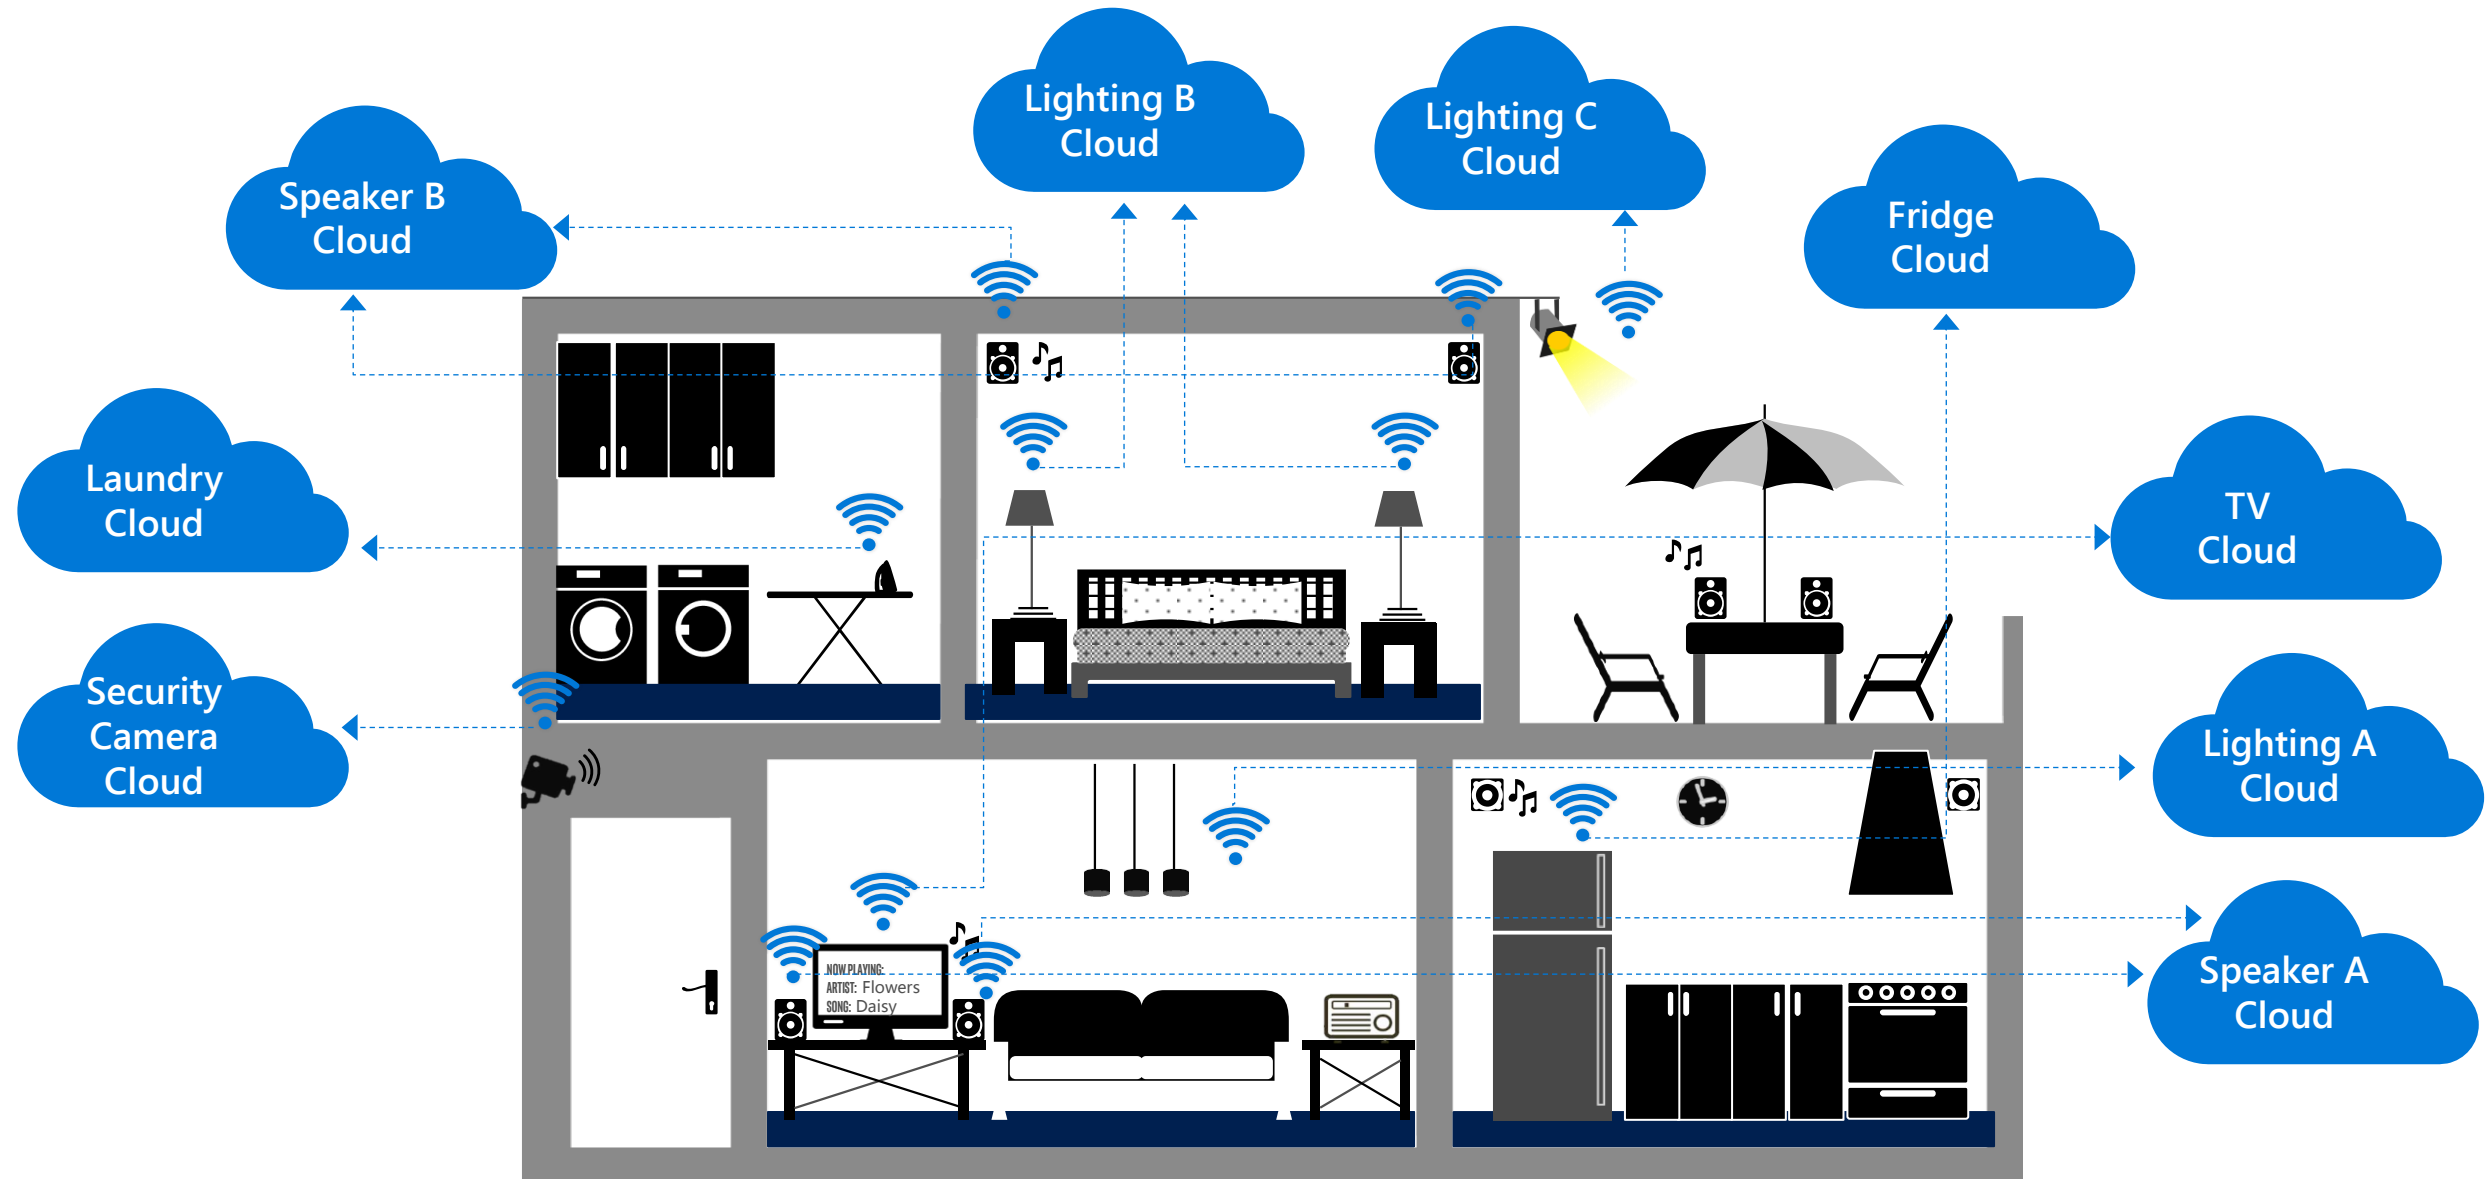 Lighting B
Cloud
Lighting C
Cloud
Speaker B
Cloud
Fridge
Cloud
Laundry
Cloud
TV
Cloud
Security
Camera
Cloud
Lighting A
Cloud
NOW PLAYING:
ARTIST: Flowers
SONG: Daisy
Speaker A
Cloud